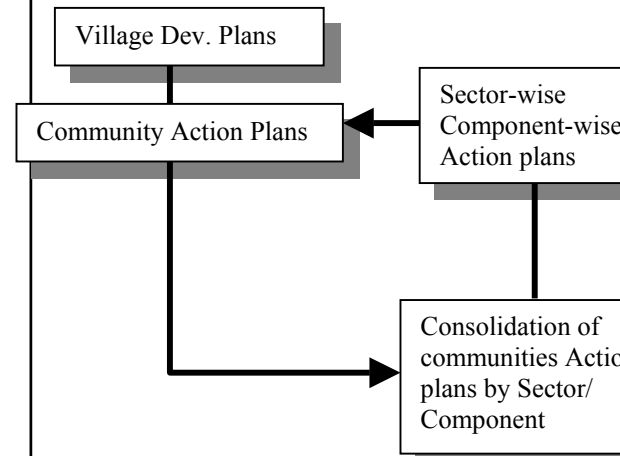 Village Dev. Plans
Community Action Plans
Sector-wise
Component-wise
Action plans
Consolidation of
communities Actio
plans by Sector/
Component